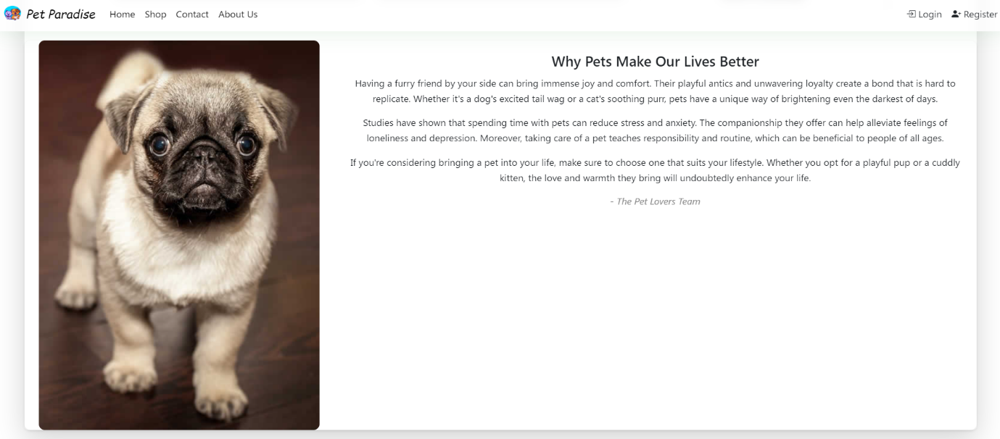 Pet Paradise Home Shop Contact About Us Login Register
Why Pets Make Our Lives Better
Having a furry friend by your side can bring immense joy and comfort. Their playful antics and unwavering loyalty create a bond that is hard to
replicate. Whether it's a dog's excited tail wag or a cat's soothing purr, pets have a unique way of brightening even the darkest of days.
Studies have shown that spending time with pets can reduce stress and anxiety. The companionship they offer can help alleviate feelings of
loneliness and depression. Moreover, taking care of a pet teaches responsibility and routine, which can be beneficial to people of all ages.
If you're considering bringing a pet into your life, make sure to choose one that suits your lifestyle. Whether you opt for a playful pup or a cuddly
kitten, the love and warmth they bring will undoubtedly enhance your life.
- The Pet Lovers Team